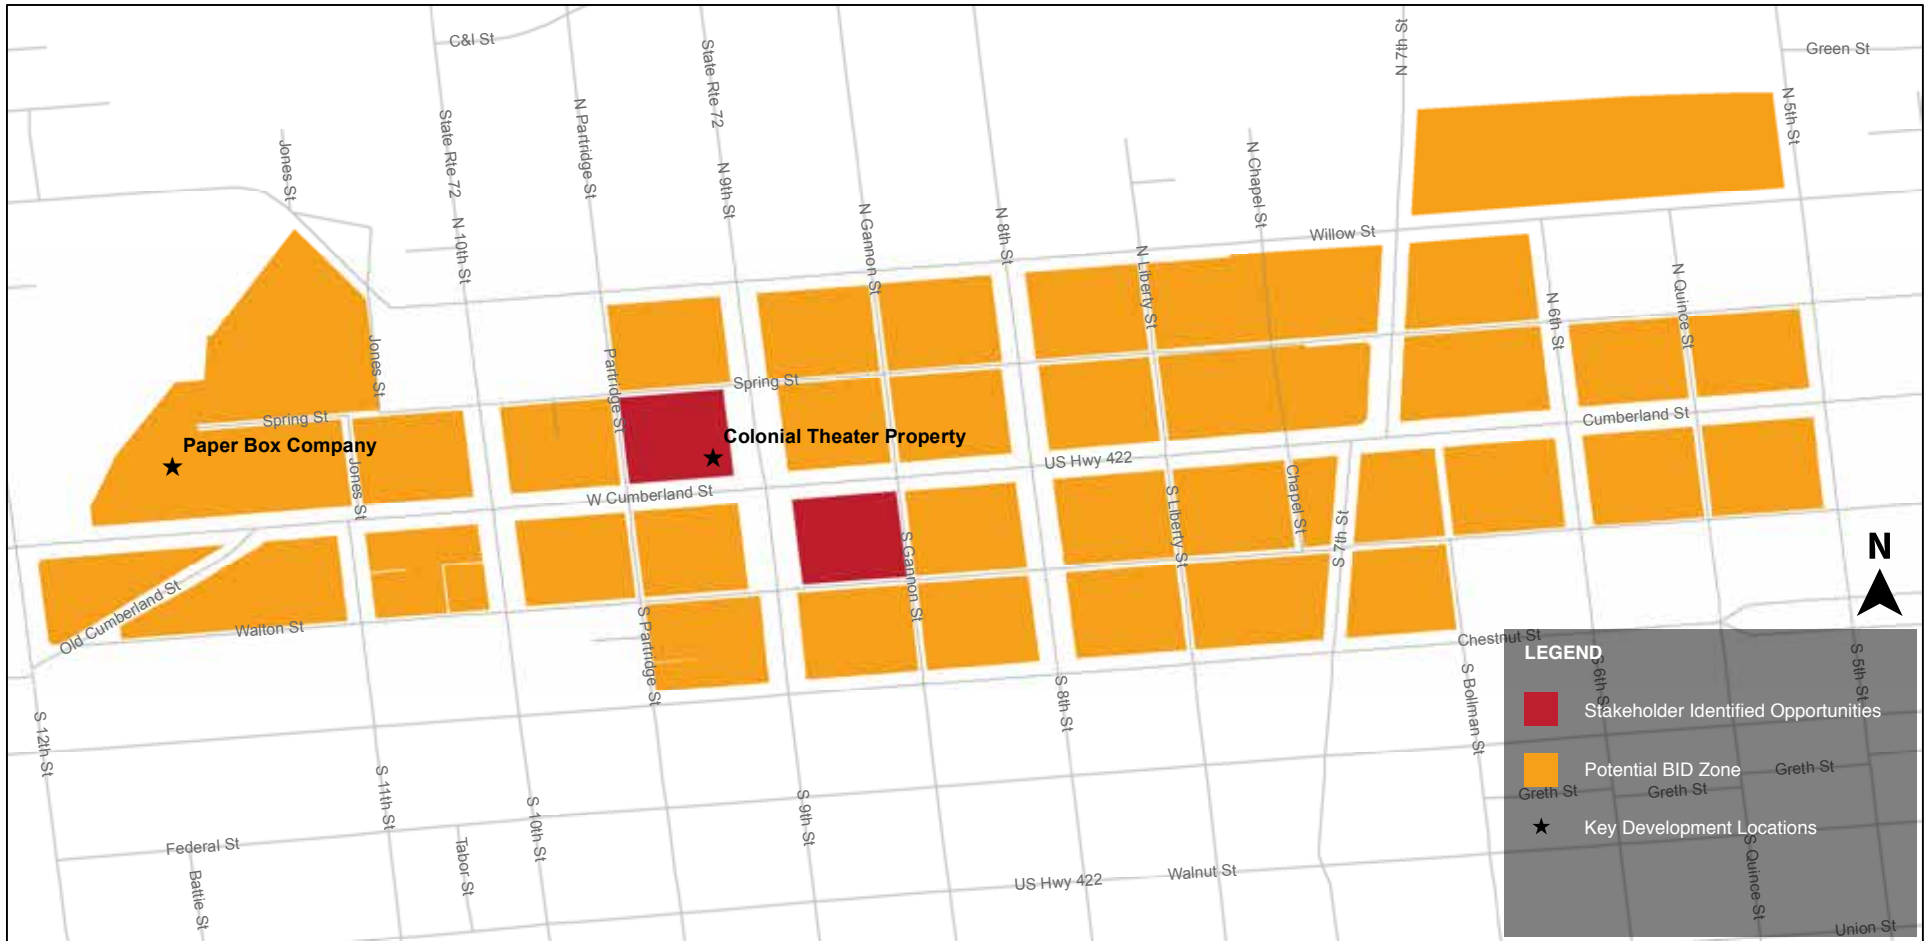 C&I St
N 7th St
Green St
State Rte 72
State Rte 72
N Partridge St
N 5th St
Jones St
N 9th St
N Chapel St
N 10th St
N Gannon St
N 8th St
Willow St
N Liberty St
N 6th St
N Quince St
Jones St
Partridge St
Spring St
Spring St
Cumberland St
Paper Box Company
Colonial Theater Property
US Hwy 422
Jones St
W Cumberland St
Chapel St
S Liberty St
S 7th St
S Gannon St
N
Old Cumberland St
Walton St
S Partridge St
Chestnut St
S Bollman St
S 6th St
S 5th St
S 8th St
S 12th St
S 11th St
S 10th St
S 9th St
LEGEND
Stakeholder Identified Opportunities
Potential BID Zone
Greth St
Greth St
Greth St
Key Development Locations
Federal St
Battie St
Tabor St
US Hwy 422
Walnut St
S Quince St
Union St